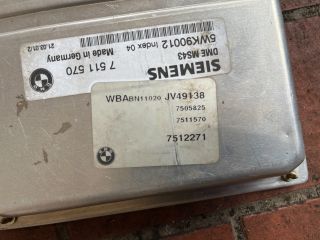 SIEMENS
DME MS43
5WK90012 Index 04
7 511 570
Made in Germany
21.03.01/2
WBABN11020 JV49138
7505825
7511570
7512271